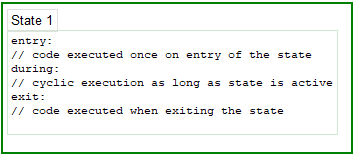 State 1
entry:
// code executed once on entry of the state
during:
// cyclic execution as long as state is active
exit:
// code executed when exiting the state